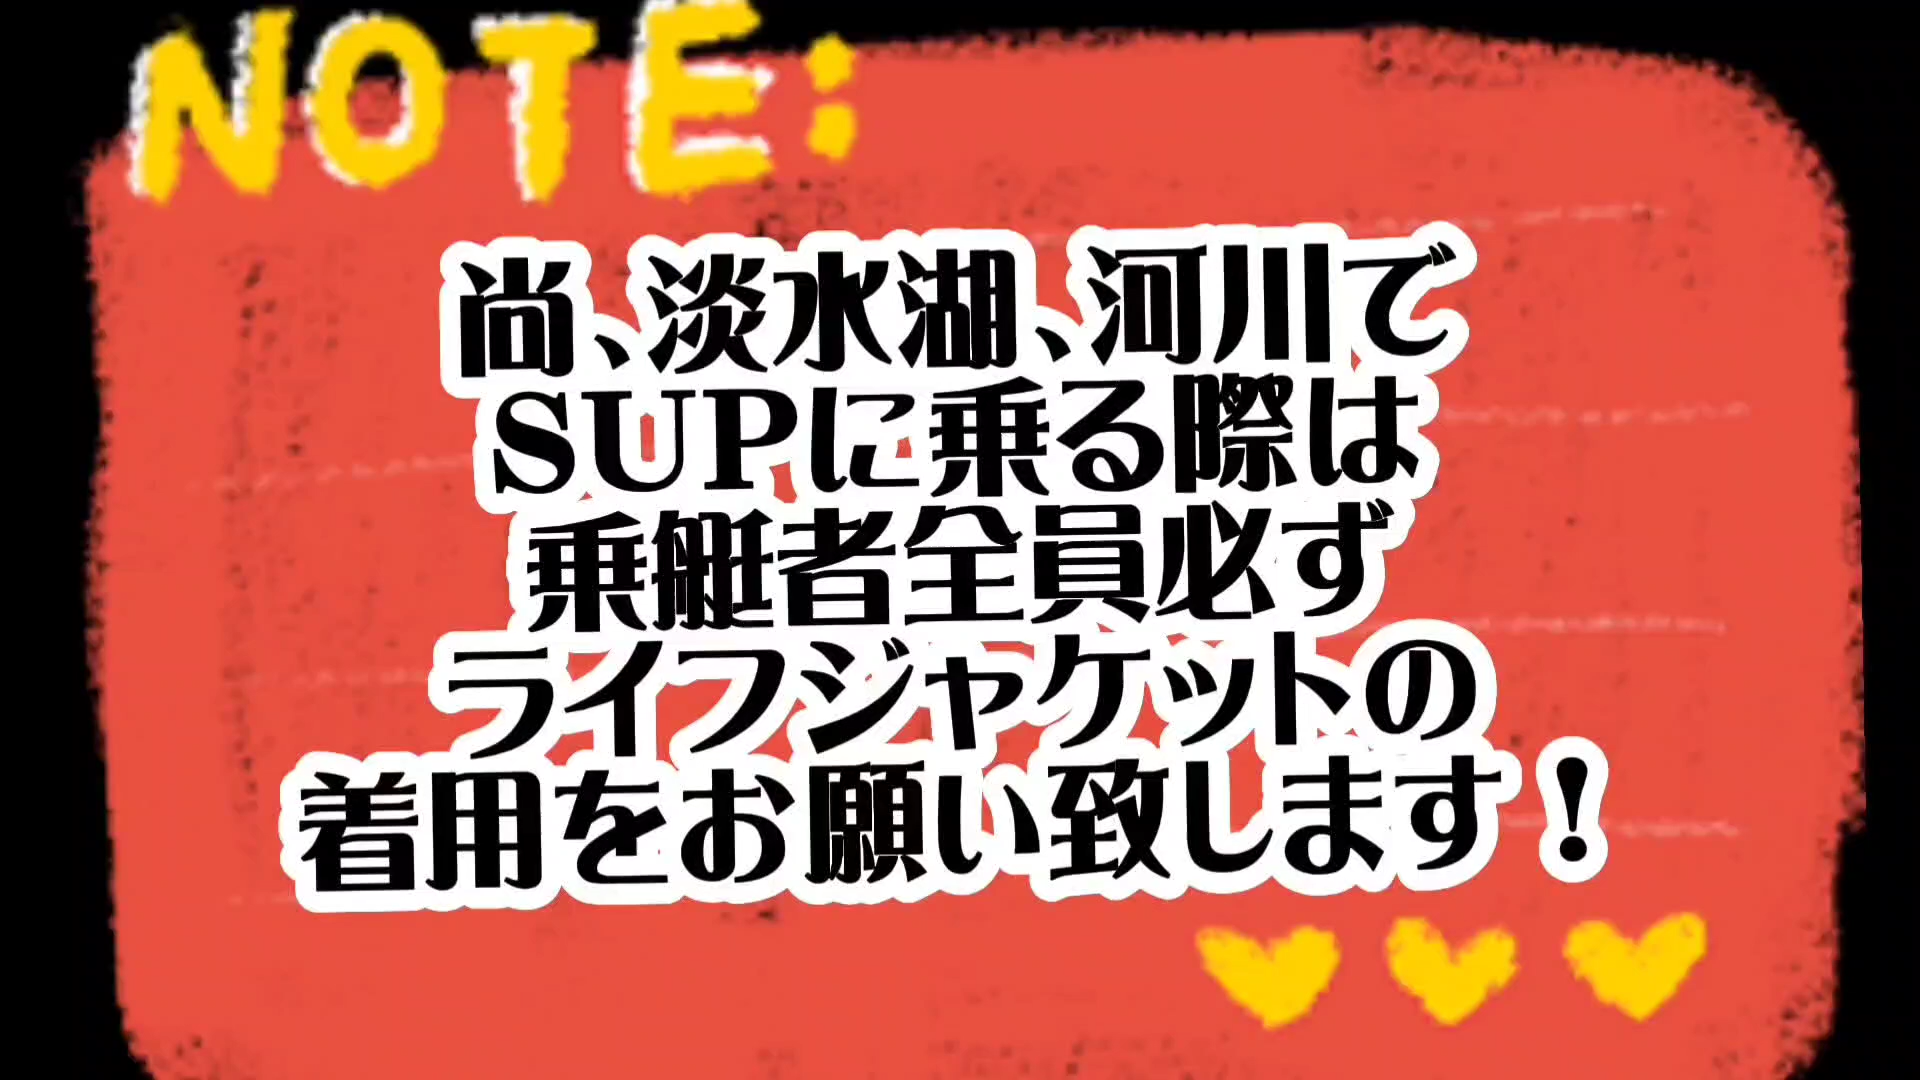 NOTE:
尚、淡水湖、河川で
SUPに乗る際は
乗艇者全員必ず
ライフジャケットの
着用をお願い致します！